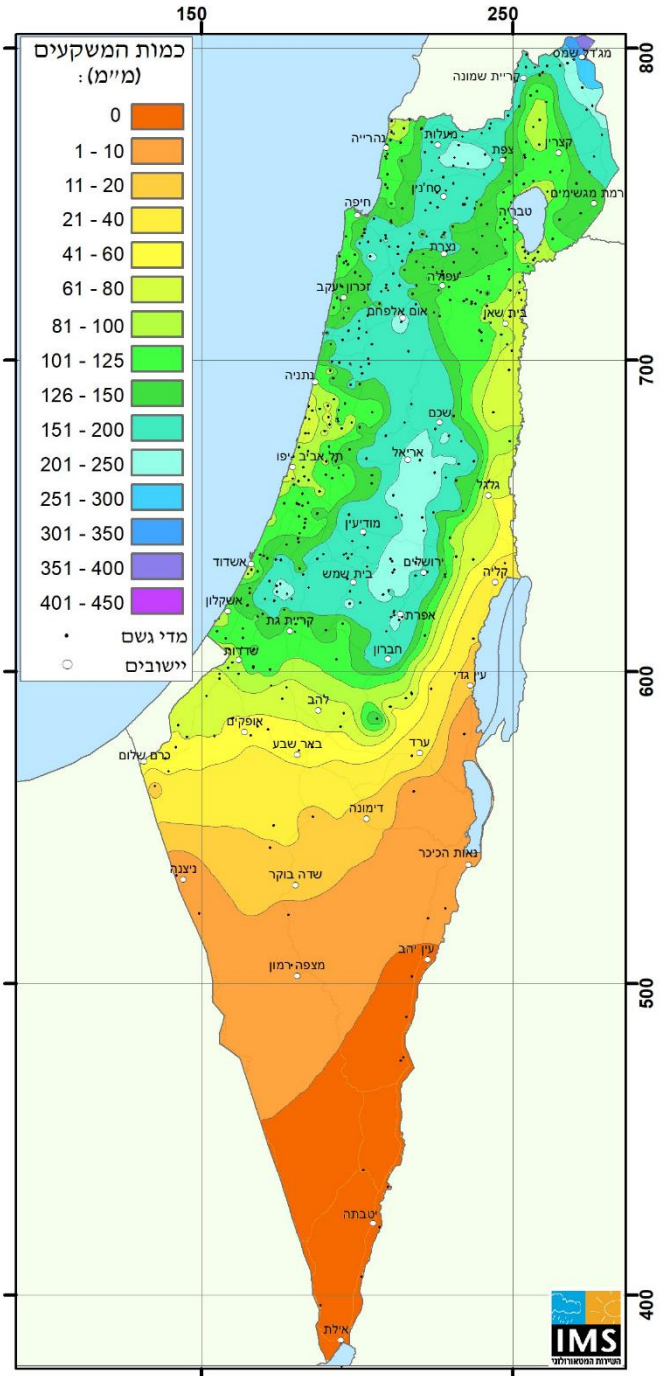 150
250
כמות המשקעים
(מ״מ):
0
1 - 10
11 - 20
21 - 40
41 - 60
61 - 80
81 - 100
101 - 125
126 - 150
151 - 200
201 - 250
251 - 300
301 - 350
351 - 400
401 - 450
מדי גשם
יישובים
800
700
600
500
400
מג'דל שמס
קריית שמונה
נהרייה
מעלות
צפת
קצרין
סח'נין
רמת מגשימים
חיפה
טבריה
נצרת
עפולה
זכרון יעקב
אום אלפחם
בית שאן
נתניה
שכם
תל אביב - יפו
אריאל
גלגל
מודיעין
אשדוד
ירושלים
בית שמש
קליה
אשקלון
אפרת
קריית גת
שדרות
חברון
עין גדי
להב
אופקים
באר שבע
ערד
כרם שלום
דימונה
נאות הכיכר
ניצנה
שדה בוקר
עין יהב
מצפה רמון
יטבתה
אילת
IMS
השירות המטאורולוגי